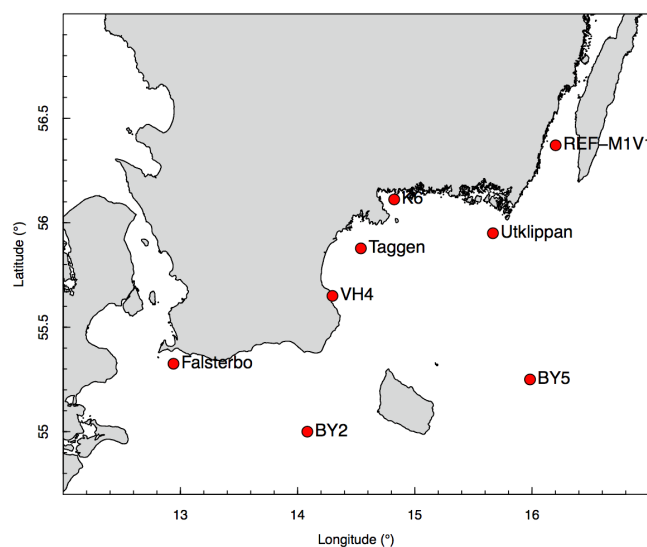 56.5
REF−M1V1
K6
56
Utklippan
Taggen
VH4
55.5
Falsterbo
BY5
55
BY2
Latitude (°)
13
14
15
16
Longitude (°)